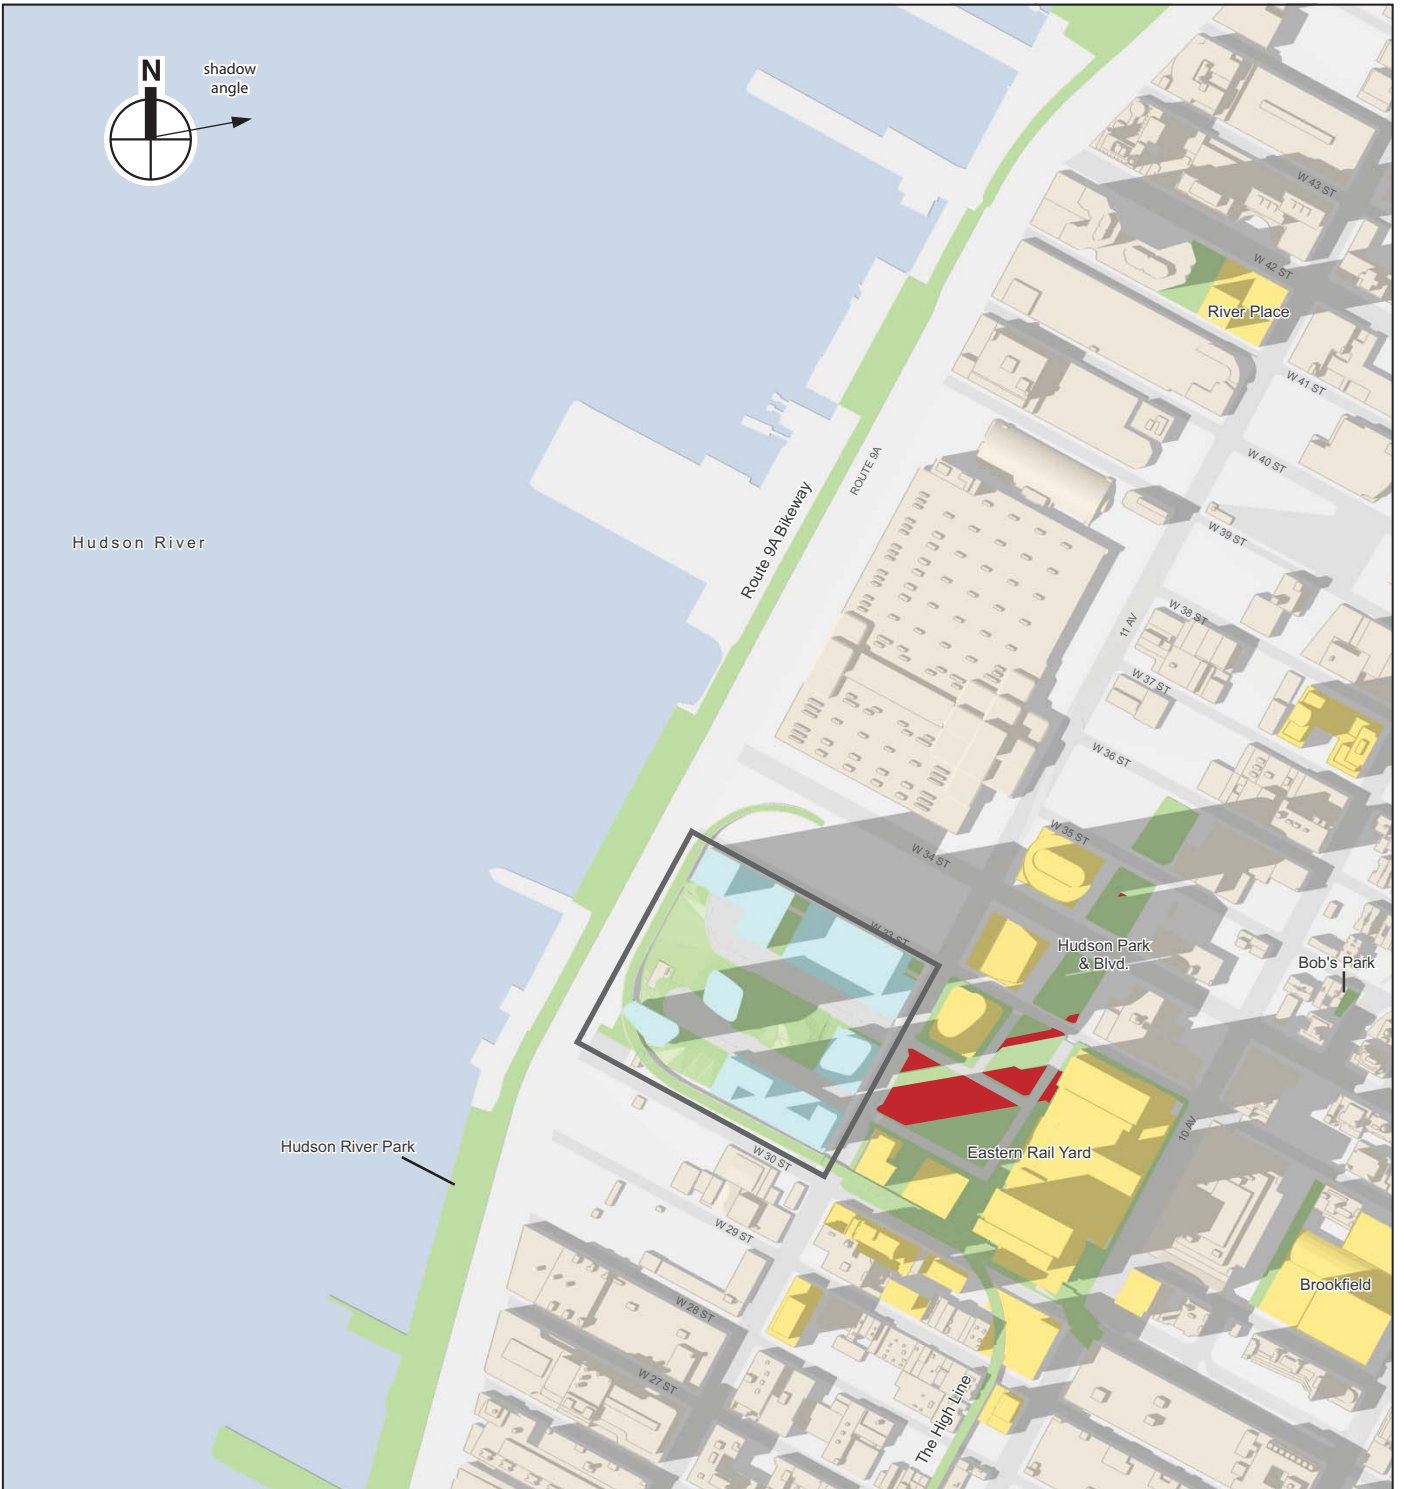 N
shadow
angle
W 43 ST
W 42 ST
River Place
W 41 ST
W 40 ST
ROUTE 9A
Route 9A Bikeway
W 39 ST
Hudson River
W 38 ST
11 AV
W 37 ST
W 36 ST
W 35 ST
W 34 ST
W 33 ST
Hudson Park
& Blvd.
Bob's Park
10 AV
Hudson River Park
Eastern Rail Yard
W 30 ST
W 29 ST
Brookfield
W 28 ST
W 27 ST
The High Line